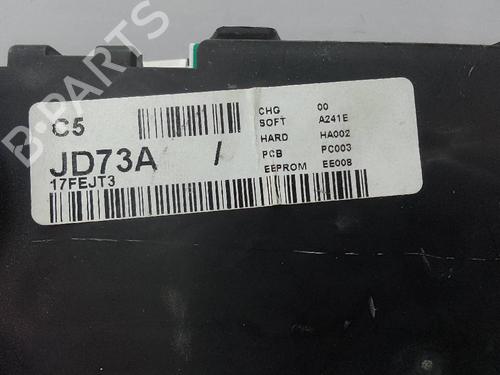 B-PARTS
C5
JD73A /
17FEJT3
CHG 00
SOFT A241E
HARD HA002
PCB PC003
EEPROM EE008